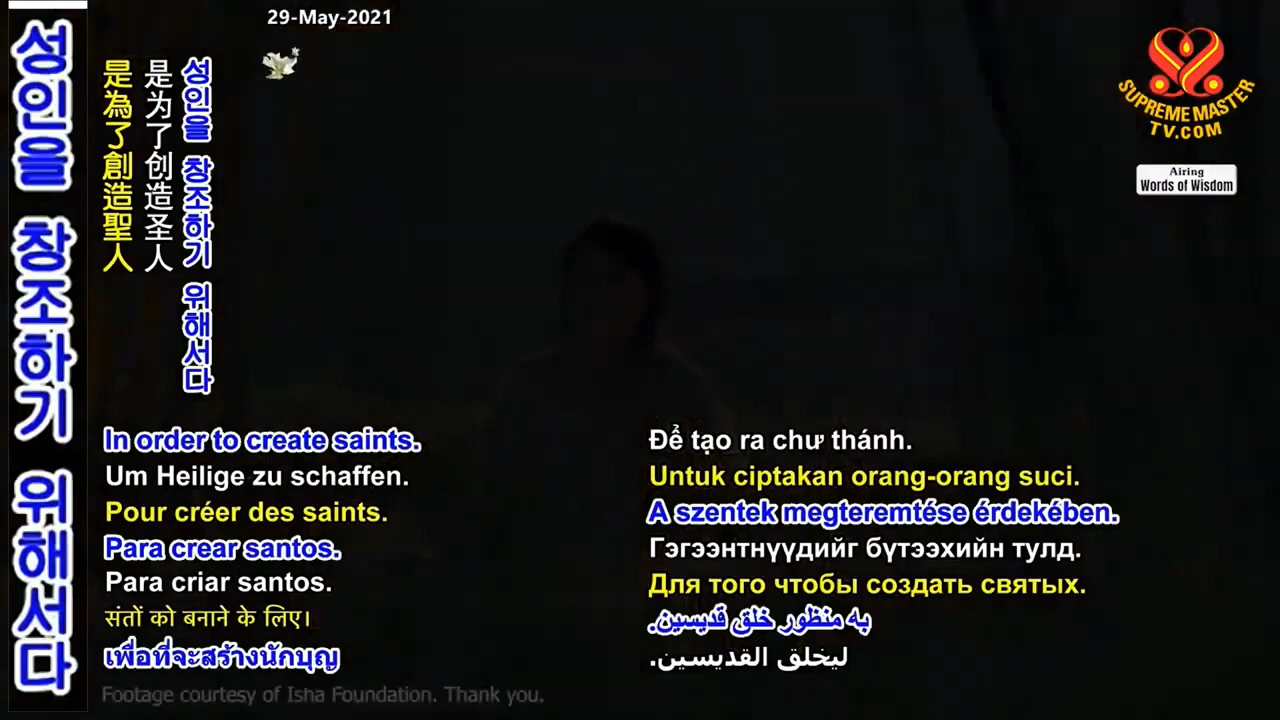 29-May-2021
성인을 창조하기 위해서다
是為了創造聖人
是为了创造圣人
성인을 창조하기 위해서다
SUPREME MASTER
TV.COM
Airing
Words of Wisdom
In order to create saints.
Um Heilige zu schaffen.
Pour créer des saints.
Para crear santos.
Para criar santos.
संतों को बनाने के लिए।
เพื่อที่จะสร้างนักบุญ
Để tạo ra chư thánh.
Untuk ciptakan orang-orang suci.
A szentek megteremtése érdekében.
Гэгээнтнүүдийг бүтээхийн тулд.
Для того чтобы создать святых.
به منظور خلق قدیسین.
ليخلق القديسين.
Footage courtesy of Isha Foundation. Thank you.